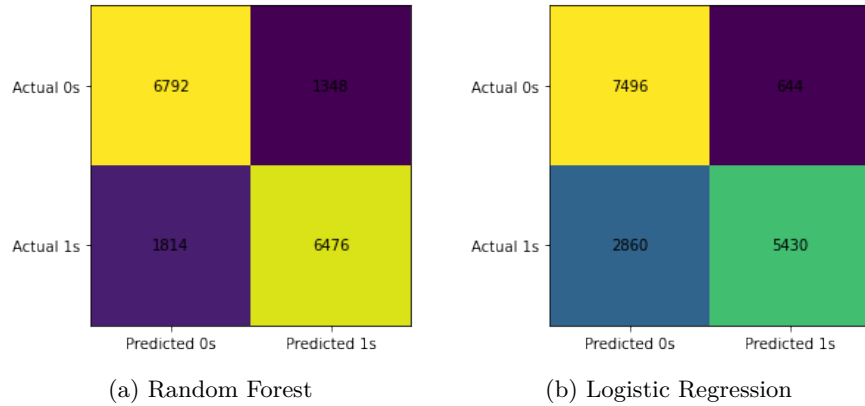 Actual 0s 6792 1348
Actual 1s 1814 6476
Predicted 0s Predicted 1s
(a) Random Forest
Actual 0s 7496 644
Actual 1s 2860 5430
Predicted 0s Predicted 1s
(b) Logistic Regression